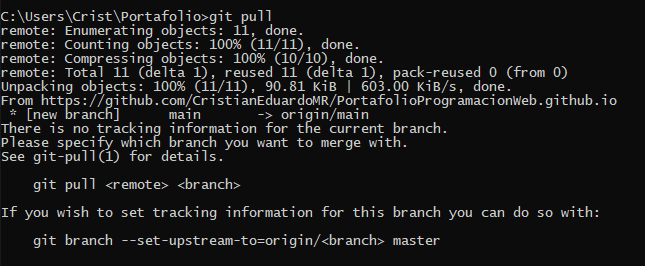 C:\Users\Crist\Portafolio>git pull
remote: Enumerating objects: 11, done.
remote: Counting objects: 100% (11/11), done.
remote: Compressing objects: 100% (10/10), done.
remote: Total 11 (delta 1), reused 11 (delta 1), pack-reused 0 (from 0)
Unpacking objects: 100% (11/11), 90.81 KiB | 603.00 KiB/s, done.
From https://github.com/CristianEduardoMR/PortafolioProgramacionWeb.github.io
 * [new branch]      main       -> origin/main
There is no tracking information for the current branch.
Please specify which branch you want to merge with.
See git-pull(1) for details.

    git pull <remote> <branch>

If you wish to set tracking information for this branch you can do so with:

    git branch --set-upstream-to=origin/<branch> master